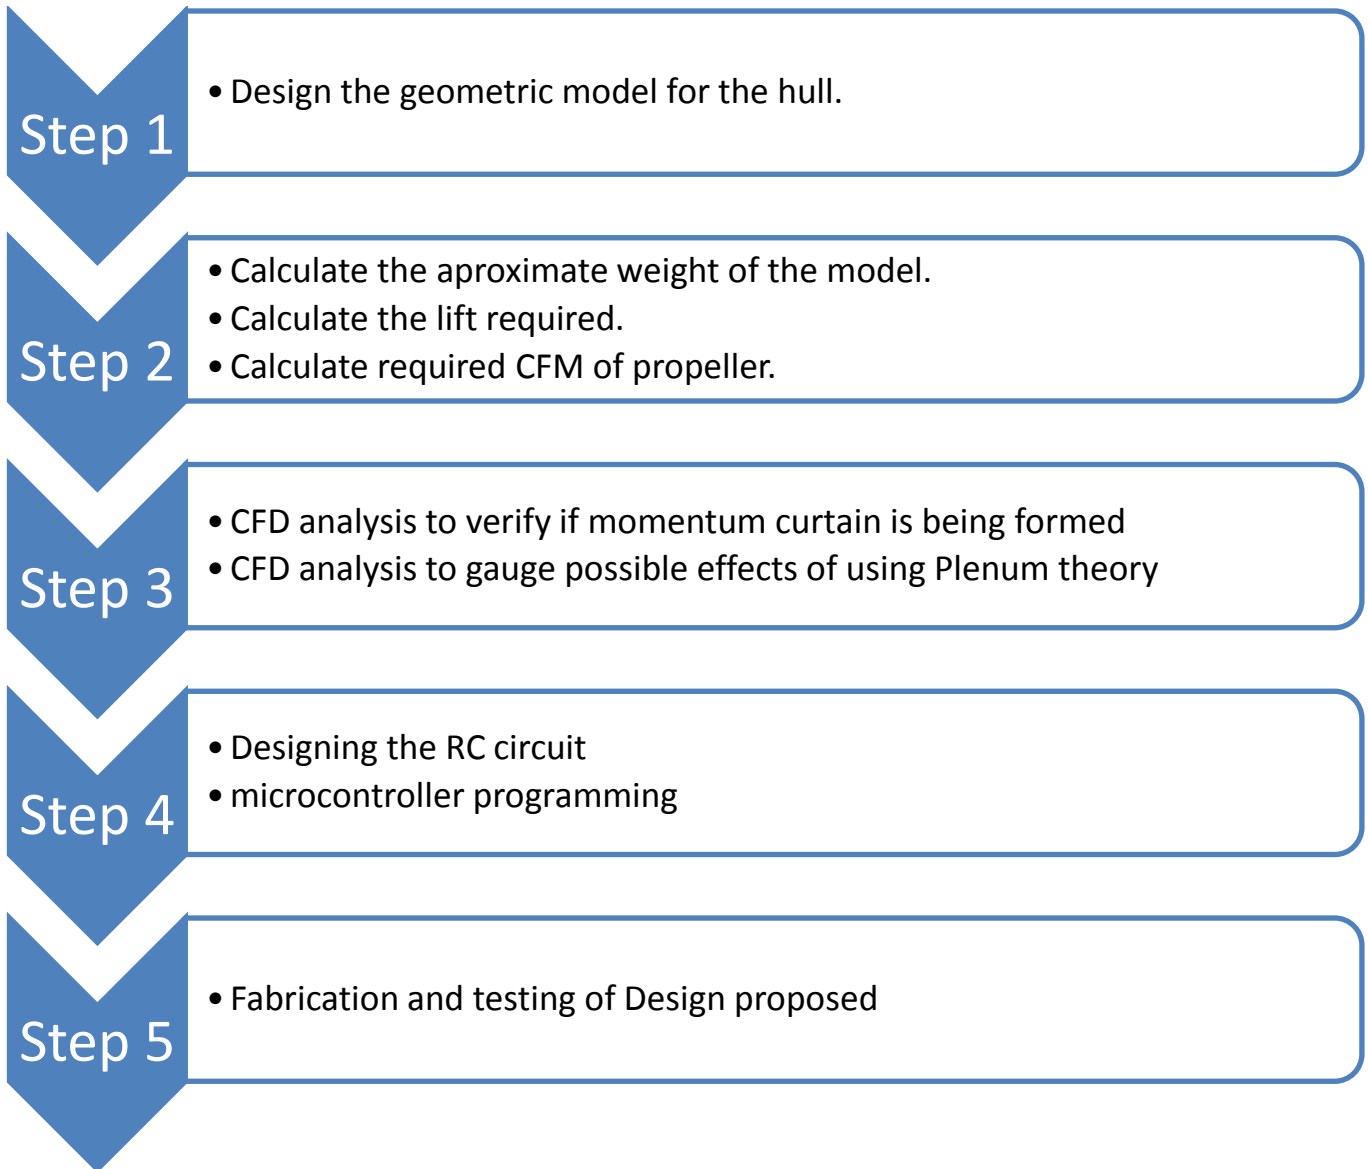 Step 1
• Design the geometric model for the hull.
Step 2
• Calculate the aproximate weight of the model.
• Calculate the lift required.
• Calculate required CFM of propeller.
Step 3
• CFD analysis to verify if momentum curtain is being formed
• CFD analysis to gauge possible effects of using Plenum theory
Step 4
• Designing the RC circuit
• microcontroller programming
Step 5
• Fabrication and testing of Design proposed